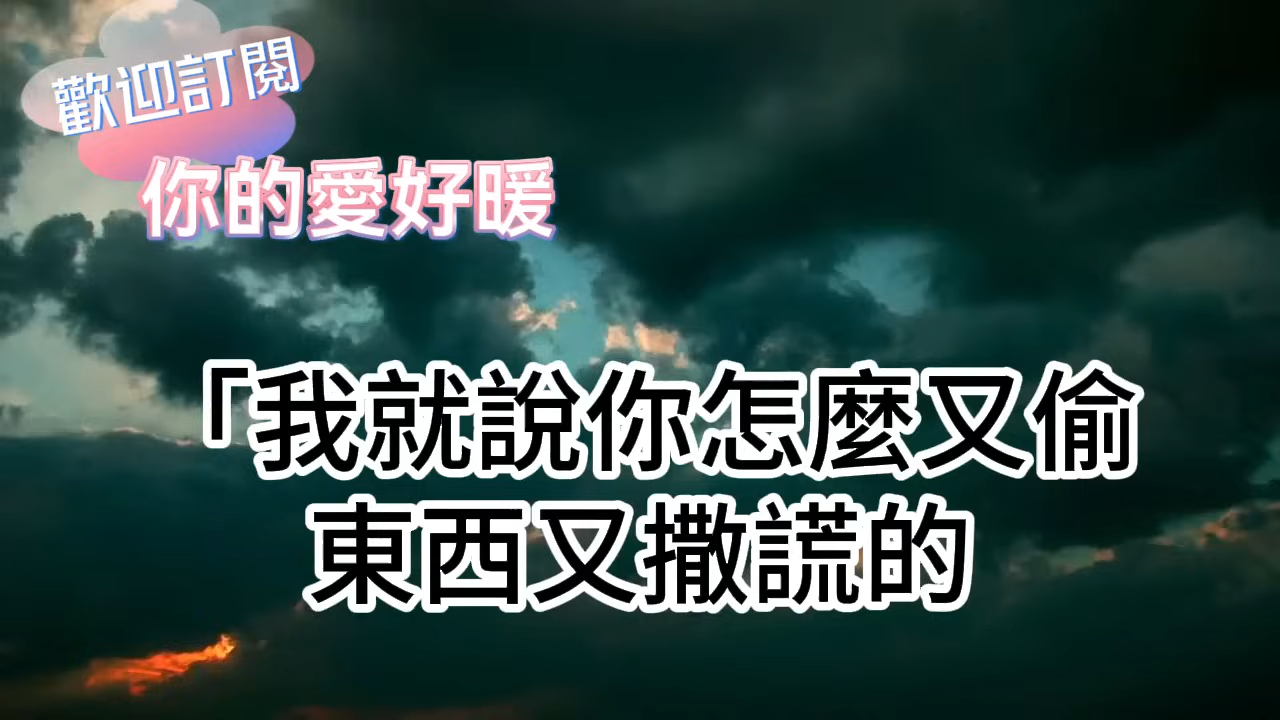 歡迎訂閱
你的愛好暖
「我就說你怎麼又偷
東西又撒謊的